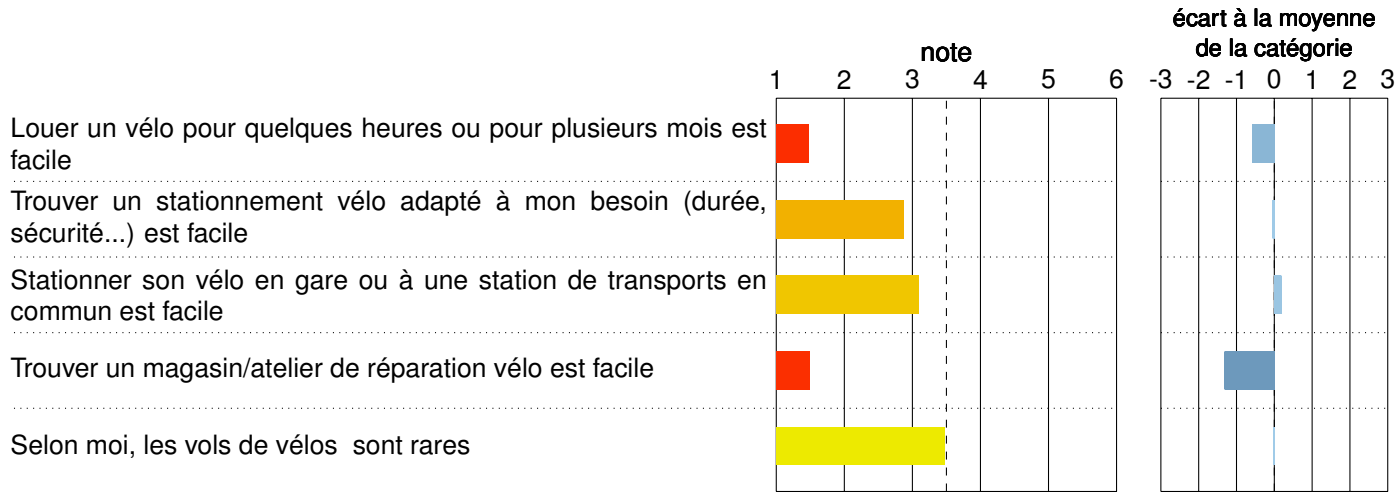 écart à la moyenne
de la catégorie
note
1 2 3 4 5 6
-3 -2 -1 0 1 2 3
Louer un vélo pour quelques heures ou pour plusieurs mois est
facile
Trouver un stationnement vélo adapté à mon besoin (durée,
sécurité...) est facile
Stationner son vélo en gare ou à une station de transports en
commun est facile
Trouver un magasin/atelier de réparation vélo est facile
Selon moi, les vols de vélos sont rares